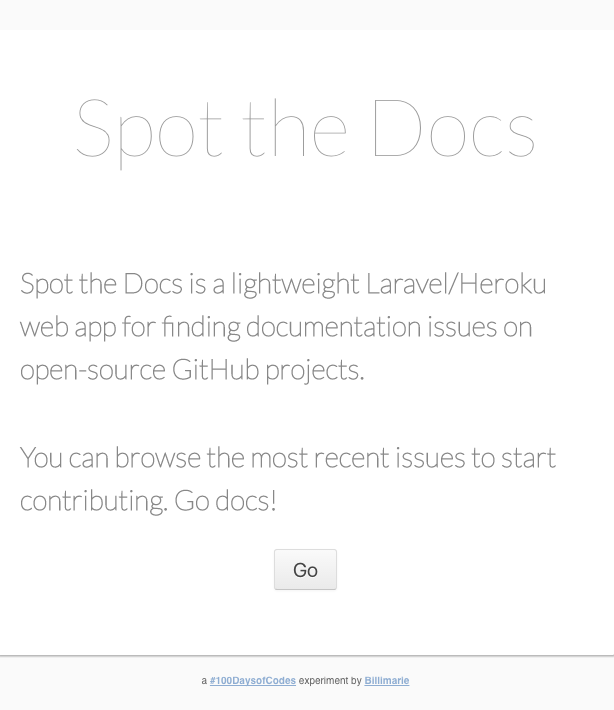 Spot the Docs
Spot the Docs is a lightweight Laravel/Heroku
web app for finding documentation issues on
open-source GitHub projects.
You can browse the most recent issues to start
contributing. Go docs!
Go
a #100DaysofCodes experiment by Billimarie